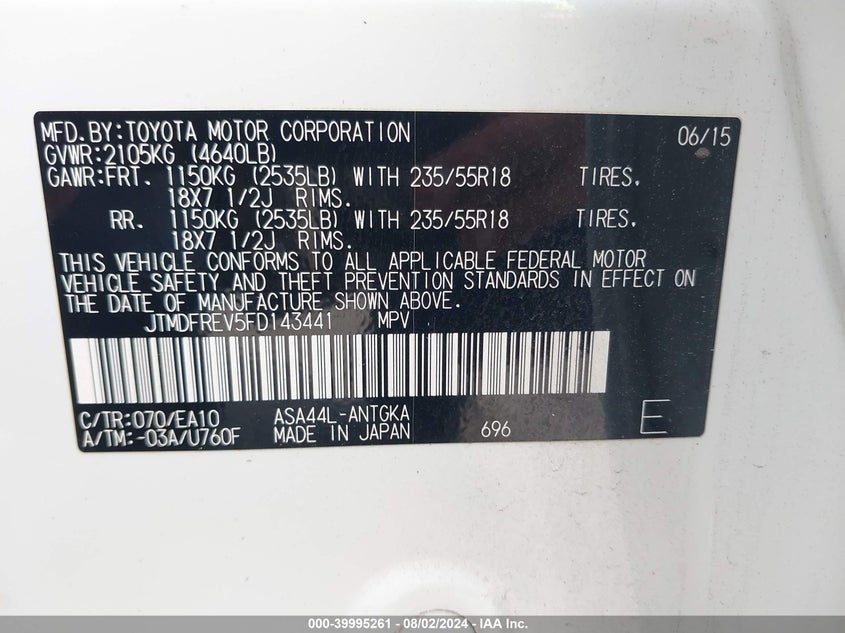 MFD.BY:TOYOTA MOTOR CORPORATION 06/15
GVWR:2105KG (4640LB)
GAWR:FRT. 1150KG (2535LB) WITH 235/55R18 TIRES,
18X7 1/2J RIMS.
RR. 1150KG (2535LB) WITH 235/55R18 TIRES,
18X7 1/2J RIMS.
THIS VEHICLE CONFORMS TO ALL APPLICABLE FEDERAL MOTOR
VEHICLE SAFETY AND THEFT PREVENTION STANDARDS IN EFFECT ON
THE DATE OF MANUFACTURE SHOWN ABOVE.
JTMDFREV5FD143441 MPV
C/TR:070/EA10 ASA44L-ANTGKA
A/TM:-03A/U760F MADE IN JAPAN 696 E
000-39995261 - 08/02/2024 - IAA Inc.